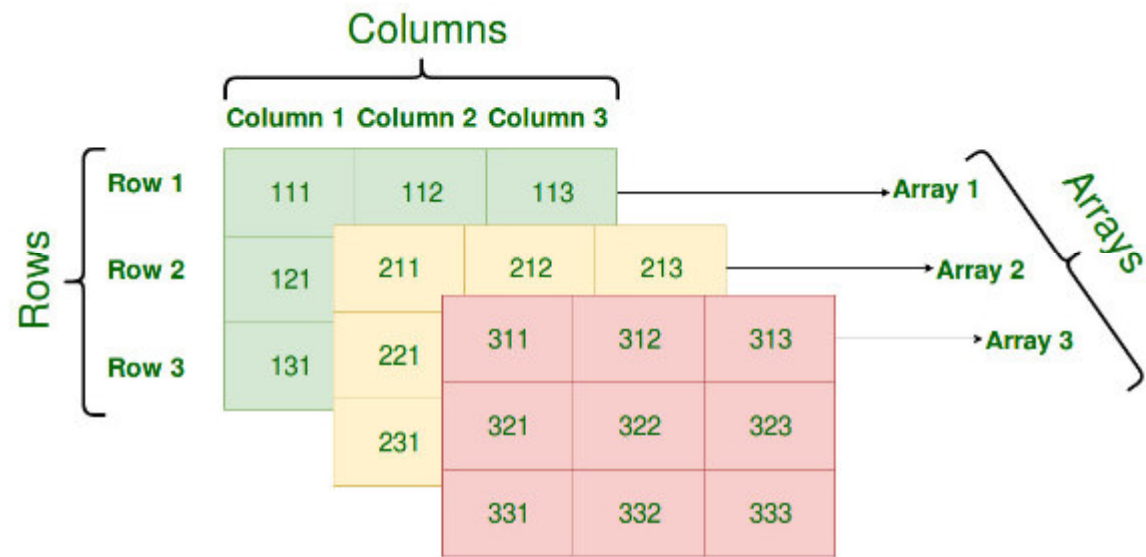 Columns
Column 1 Column 2 Column 3
Rows
Row 1
111 112 113
Array 1
Arrays
Row 2
121
211 212 213
Array 2
Row 3
131
221
311 312 313
Array 3
231
321 322 323
331 332 333